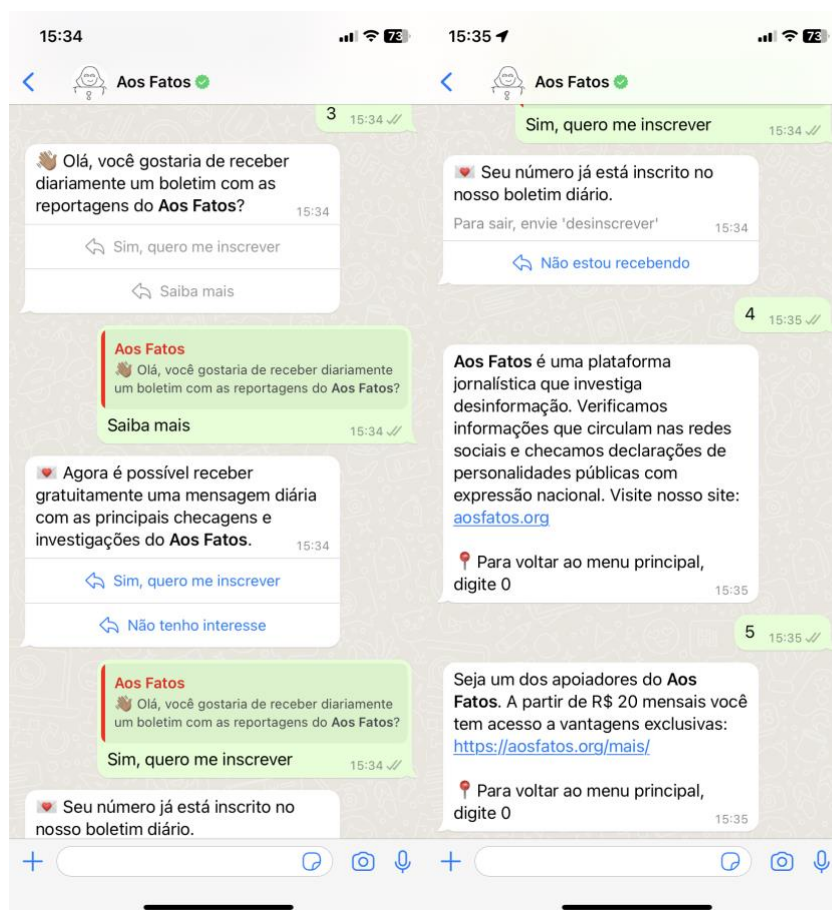 15:34
73
Aos Fatos
3 15:34
👋🏽 Olá, você gostaria de receber
diariamente um boletim com as
reportagens do Aos Fatos?
15:34
Sim, quero me inscrever
Saiba mais
Aos Fatos
👋🏽 Olá, você gostaria de receber diariamente
um boletim com as reportagens do Aos Fatos?
Saiba mais
15:34
💌 Agora é possível receber
gratuitamente uma mensagem diária
com as principais checagens e
investigações do Aos Fatos.
15:34
Sim, quero me inscrever
Não tenho interesse
Aos Fatos
👋🏽 Olá, você gostaria de receber diariamente
um boletim com as reportagens do Aos Fatos?
Sim, quero me inscrever
15:34
💌 Seu número já está inscrito no
nosso boletim diário.
15:35
73
Aos Fatos
Sim, quero me inscrever
15:34
💌 Seu número já está inscrito no
nosso boletim diário.
Para sair, envie 'desinscrever'
15:34
Não estou recebendo
4 15:35
Aos Fatos é uma plataforma
jornalística que investiga
desinformação. Verificamos
informações que circulam nas redes
sociais e checamos declarações de
personalidades públicas com
expressão nacional. Visite nosso site:
aosfatos.org
📍 Para voltar ao menu principal,
digite 0
15:35
5 15:35
Seja um dos apoiadores do Aos
Fatos. A partir de R$ 20 mensais você
tem acesso a vantagens exclusivas:
https://aosfatos.org/mais/
📍 Para voltar ao menu principal,
digite 0
15:35